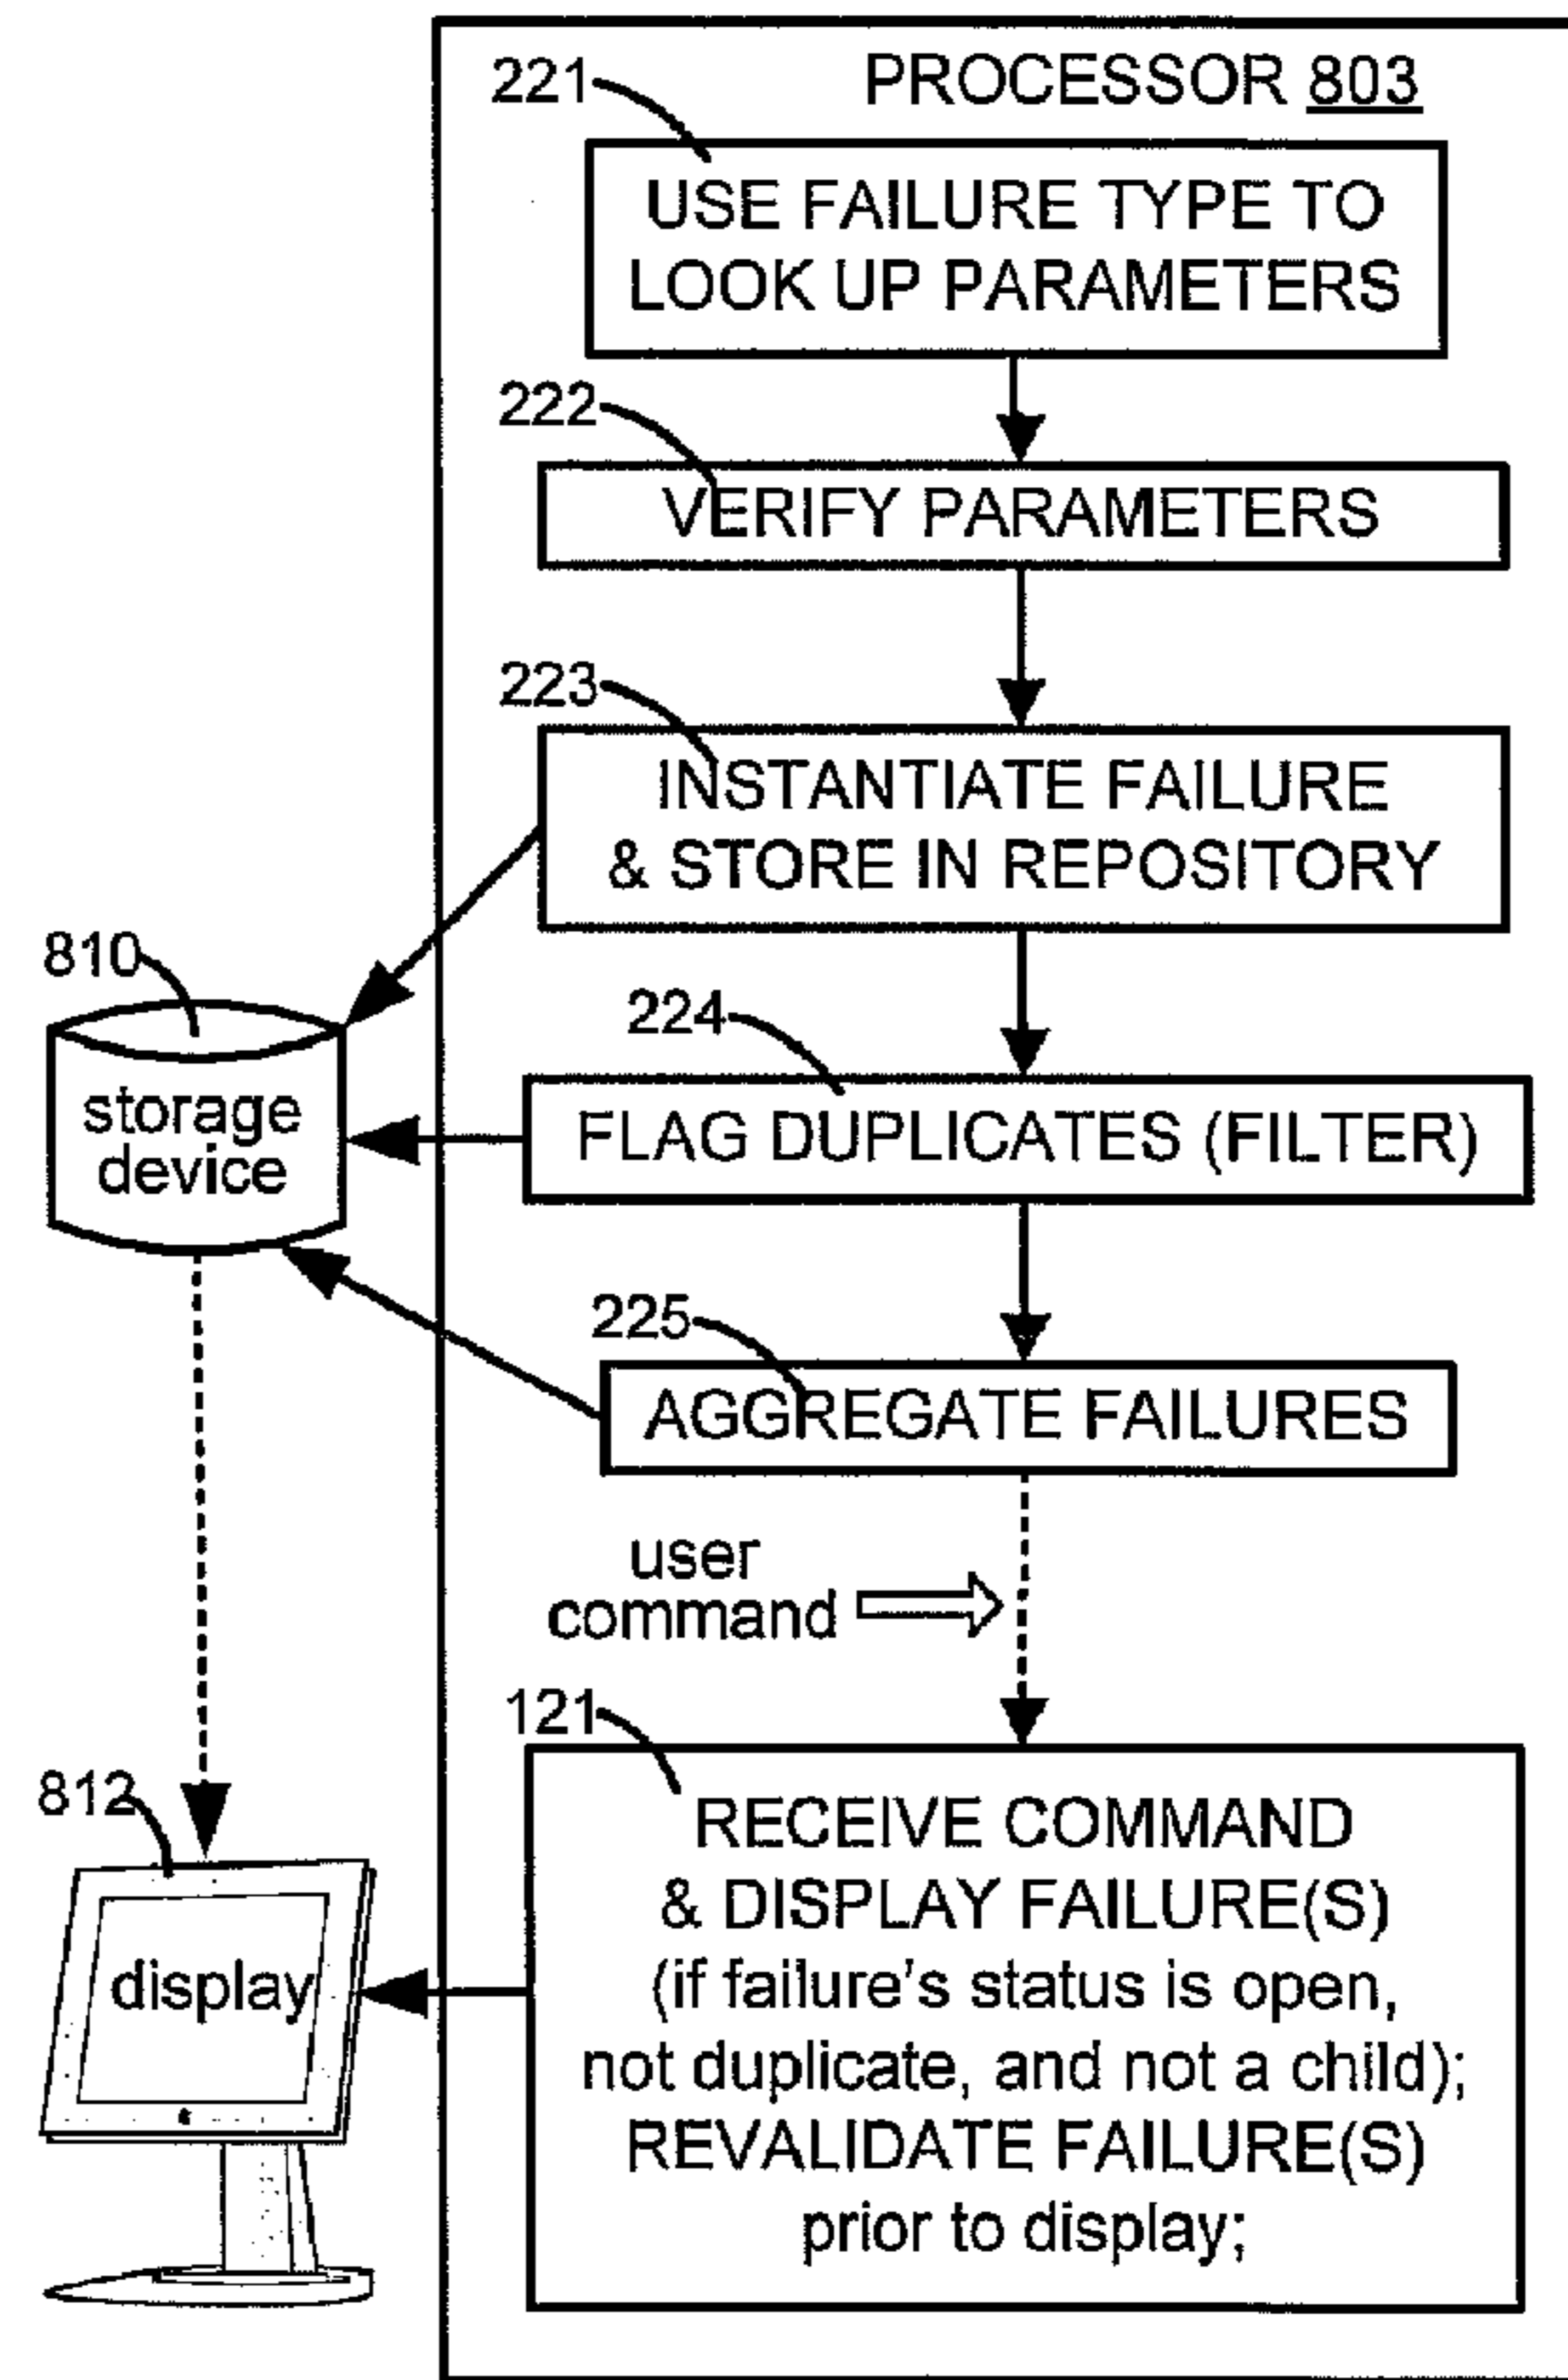 PROCESSOR 803
221
USE FAILURE TYPE TO
LOOK UP PARAMETERS
222
VERIFY PARAMETERS
223
INSTANTIATE FAILURE
& STORE IN REPOSITORY
810
storage
device
224
FLAG DUPLICATES (FILTER)
225
AGGREGATE FAILURES
user
command
121
RECEIVE COMMAND
& DISPLAY FAILURE(S)
(if failure's status is open,
not duplicate, and not a child);
REVALIDATE FAILURE(S)
prior to display;
812
display